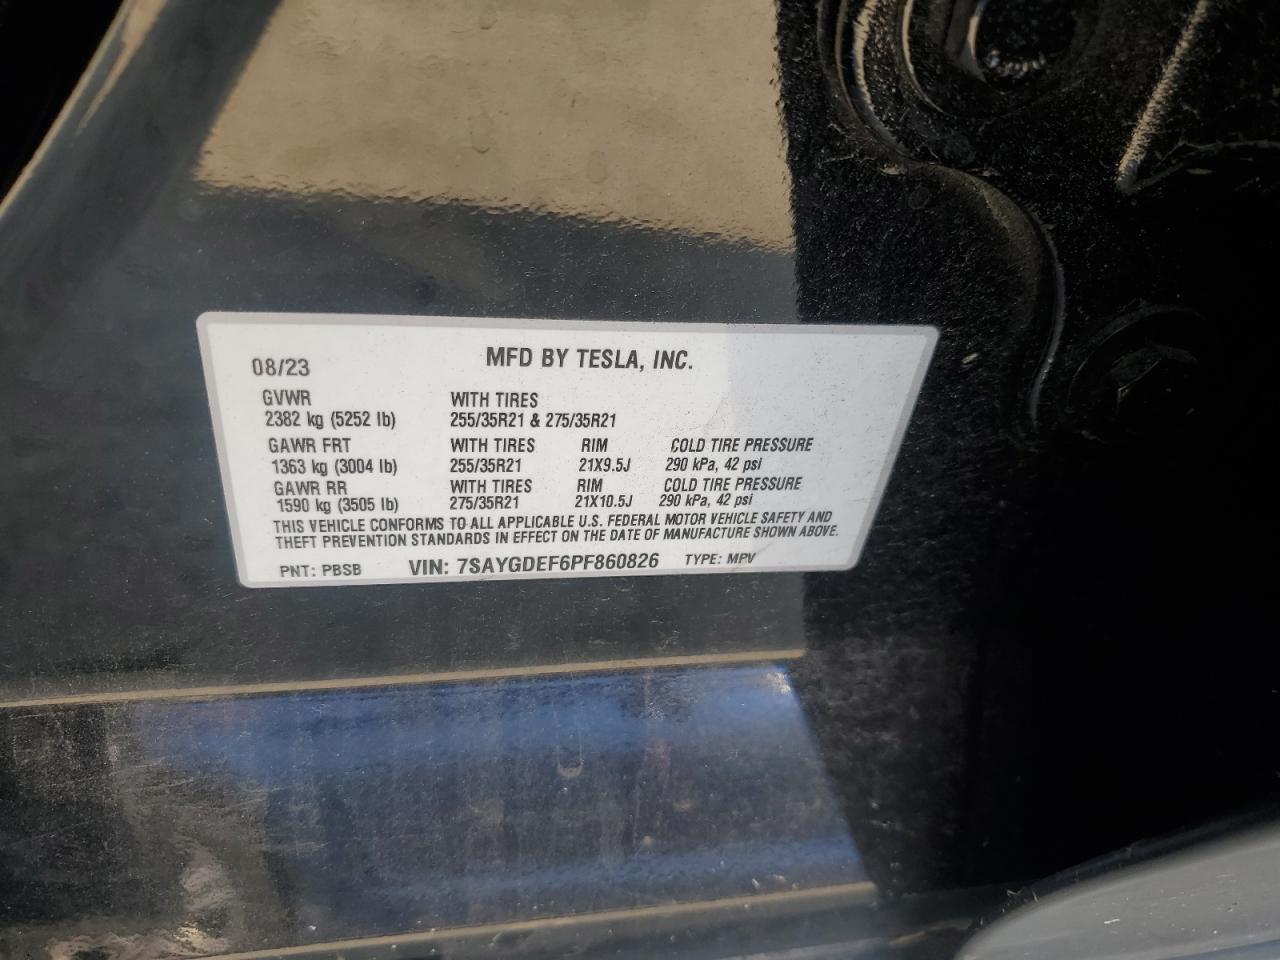 08/23 MFD BY TESLA, INC.
GVWR WITH TIRES
2382 kg (5252 lb) 255/35R21 & 275/35R21
GAWR FRT WITH TIRES RIM COLD TIRE PRESSURE
1363 kg (3004 lb) 255/35R21 21X9.5J 290 kPa, 42 psi
GAWR RR WITH TIRES RIM COLD TIRE PRESSURE
1590 kg (3505 lb) 275/35R21 21X10.5J 290 kPa, 42 psi
THIS VEHICLE CONFORMS TO ALL APPLICABLE U.S. FEDERAL MOTOR VEHICLE SAFETY AND
THEFT PREVENTION STANDARDS IN EFFECT ON THE DATE OF MANUFACTURE SHOWN ABOVE.
PNT: PBSB VIN: 7SAYGDEF6PF860826 TYPE: MPV